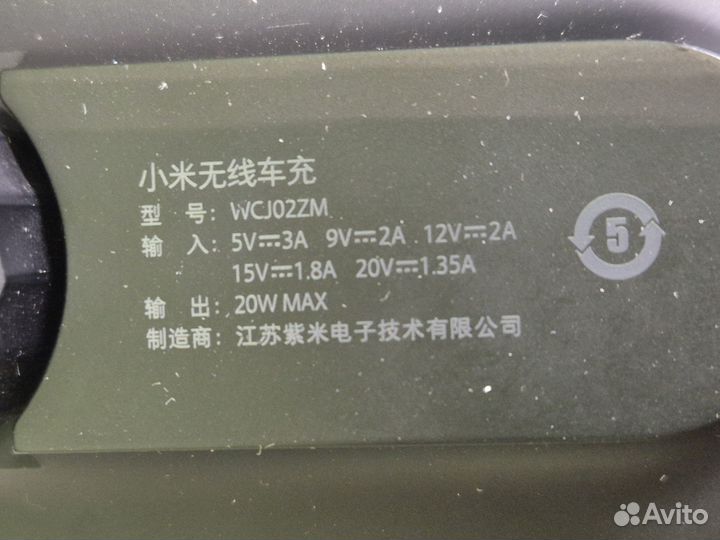 小米无线车充
型 号: WCJ02ZM
输 入: 5V⎓3A 9V⎓2A 12V⎓2A
15V⎓1.8A 20V⎓1.35A
输 出: 20W MAX
制造商: 江苏紫米电子技术有限公司
5
Avito